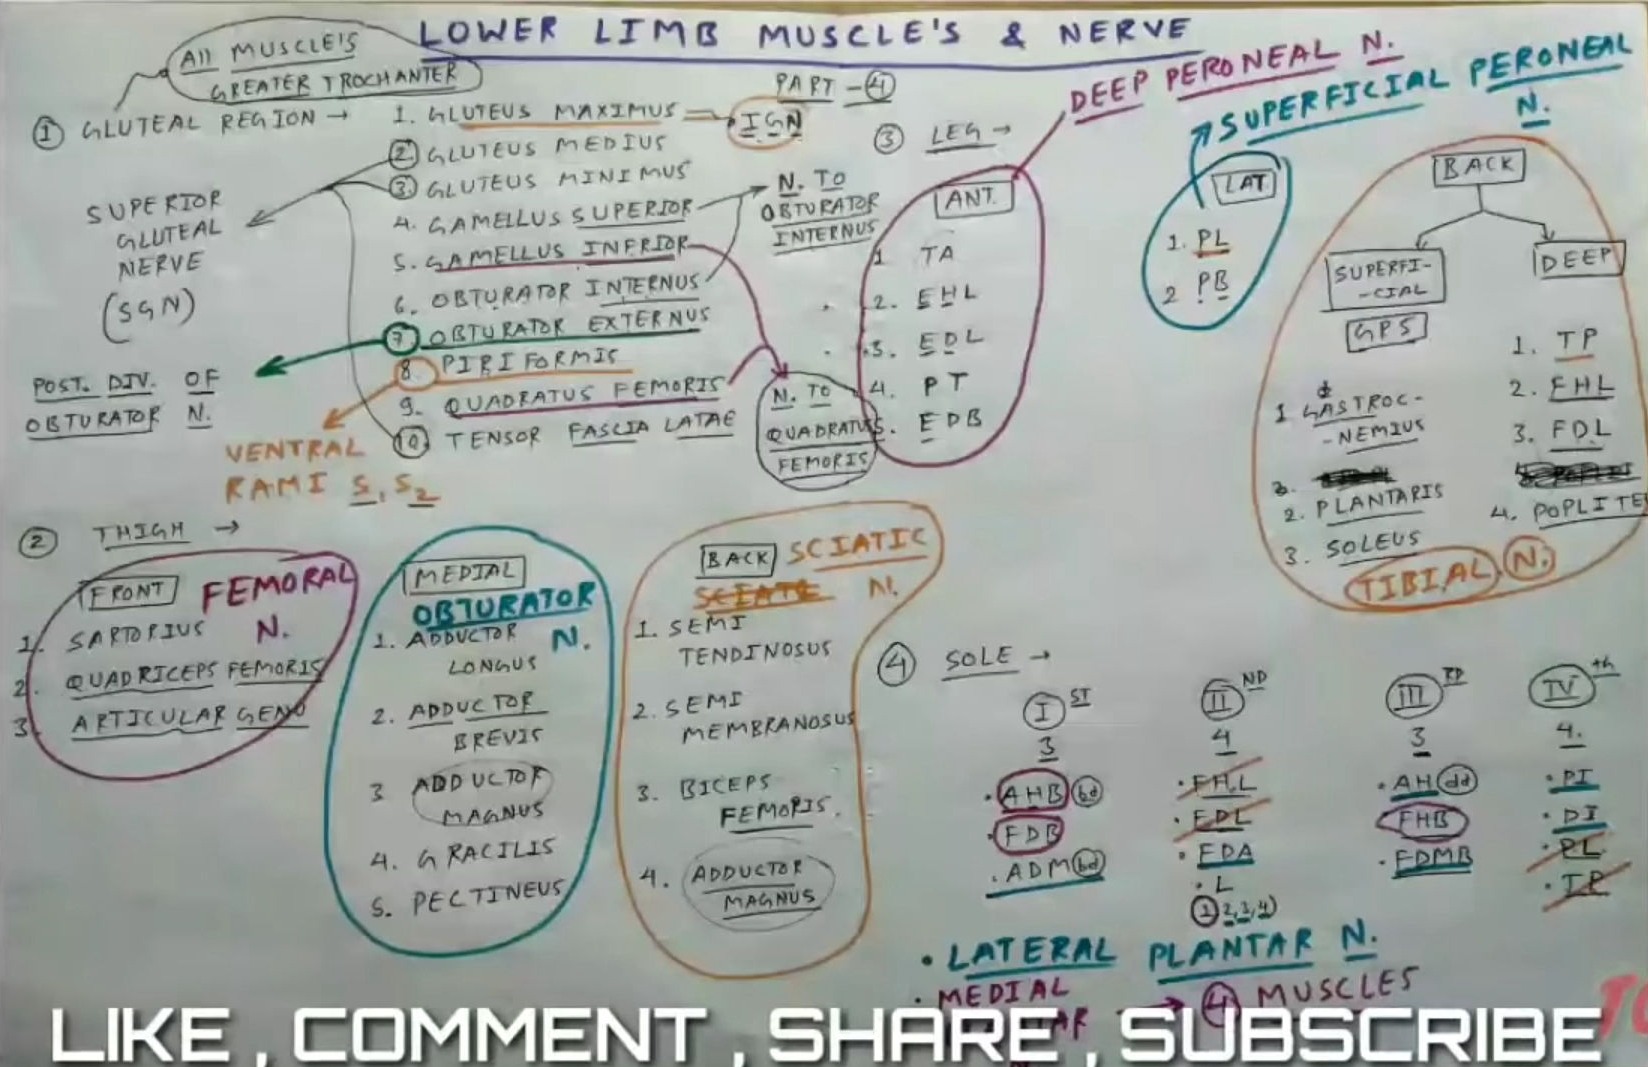 LOWER LIMB MUSCLE'S & NERVE
PART - 4
All MUSCLE'S
GREATER TROCHANTER
① GLUTEAL REGION →
1. GLUTEUS MAXIMUS
IGN
2 GLUTEUS MEDIUS
3. GLUTEUS MINIMUS
4. GAMELLUS SUPERIOR
5. GAMELLUS INFRIOR
6. OBTURATOR INTERNUS
7 OBTURATOR EXTERNUS
8. PIRIFORMIS
9. QUADRATUS FEMORIS
10. TENSOR FASCIA LATAE
SUPERIOR
GLUTEAL
NERVE
(SGN)
POST. DIV. OF
OBTURATOR N.
VENTRAL
RAMI S1, S2
N. TO
OBTURATOR
INTERNUS
N. TO
QUADRATUS
FEMORIS
③ LEG →
DEEP PERONEAL N.
SUPERFICIAL PERONEAL
N.
ANT.
1 TA
2. EHL
3. EDL
4. PT
5. EDB
LAT
1. PL
2 PB
BACK
SUPERFI-
-CIAL
GPS
1 GASTROC-
-NEMIUS
2. PLANTARIS
3. SOLEUS
DEEP
1. TP
2. FHL
3. FDL
4. POPLITE
TIBIAL N.
② THIGH →
FRONT FEMORAL
N.
1. SARTORIUS
2. QUADRICEPS FEMORIS
3. ARTICULAR GENU
MEDIAL
OBTURATOR
N.
1. ADDUCTOR
LONGUS
2. ADDUCTOR
BREVIS
3 ADDUCTOR
MAGNUS
4. GRACILIS
5. PECTINEUS
BACK SCIATIC
N.
1. SEMI
TENDINOSUS
2. SEMI
MEMBRANOSUS
3. BICEPS
FEMORIS.
4. ADDUCTOR
MAGNUS
④ SOLE →
I ST
3
• AHB bd
• FDB
• ADM bd
II ND
4
• FHL
• FDL
• FDA
• L
(1 2,3,4)
III RD
3
• AH dd
FHB
• FDMB
IV th
4.
• PI
• DI
• PL
• TP
• LATERAL PLANTAR N.
• MEDIAL
→ 4 MUSCLES
LIKE , COMMENT , SHARE , SUBSCRIBE